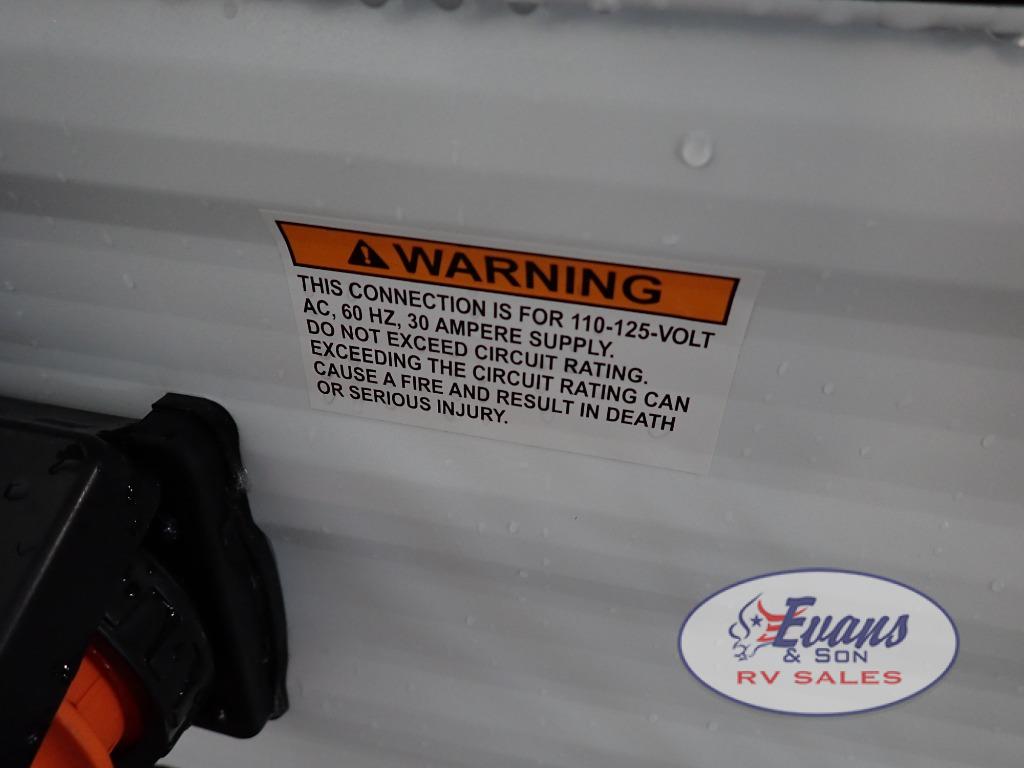 WARNING
THIS CONNECTION IS FOR 110-125-VOLT
AC, 60 HZ, 30 AMPERE SUPPLY.
DO NOT EXCEED CIRCUIT RATING.
EXCEEDING THE CIRCUIT RATING CAN
CAUSE A FIRE AND RESULT IN DEATH
OR SERIOUS INJURY.
Evans
& SON
RV SALES